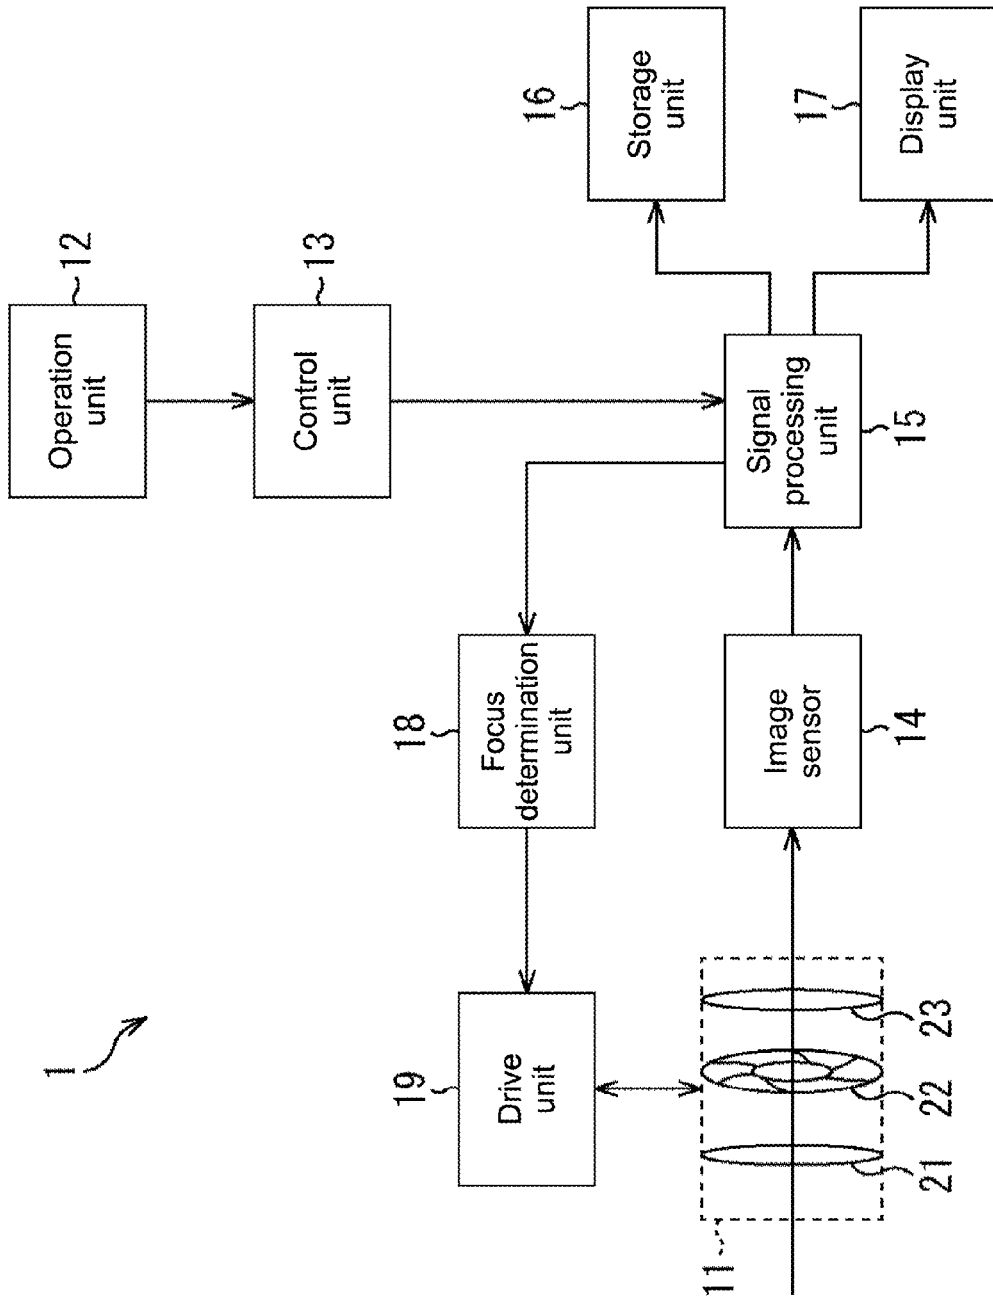 1
12
Operation
unit
13
Control
unit
19
Drive
unit
18
Focus
determination
unit
16
Storage
unit
11
21
22
23
Image
sensor
14
Signal
processing
unit
15
17
Display
unit